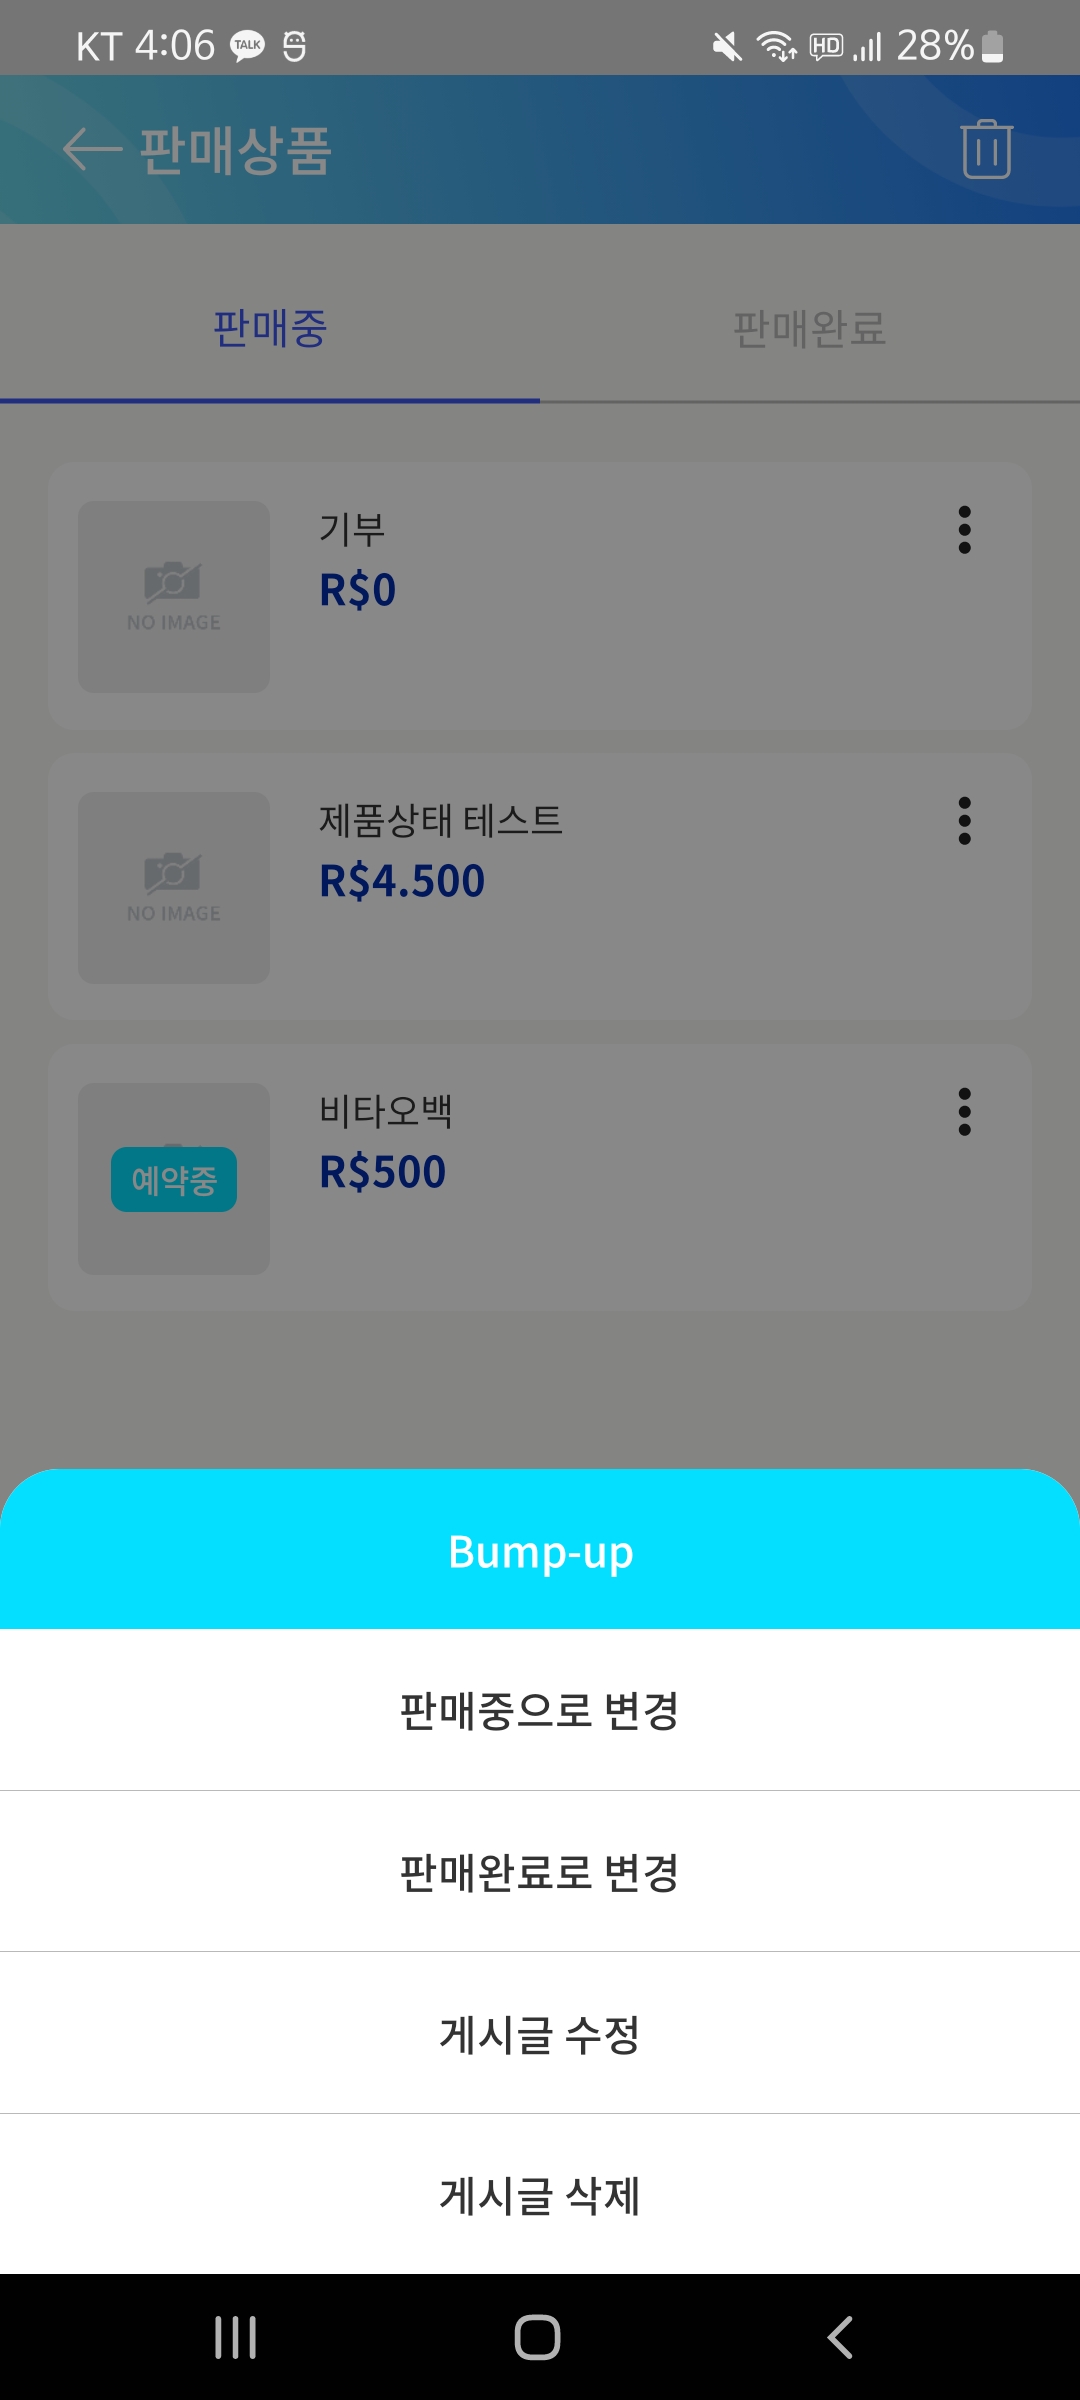 KT 4:06 TALK HD 28%
판매상품
판매중 판매완료
기부
R$0
NO IMAGE
제품상태 테스트
R$4.500
NO IMAGE
비타오백
R$500
예약중
Bump-up
판매중으로 변경
판매완료로 변경
게시글 수정
게시글 삭제